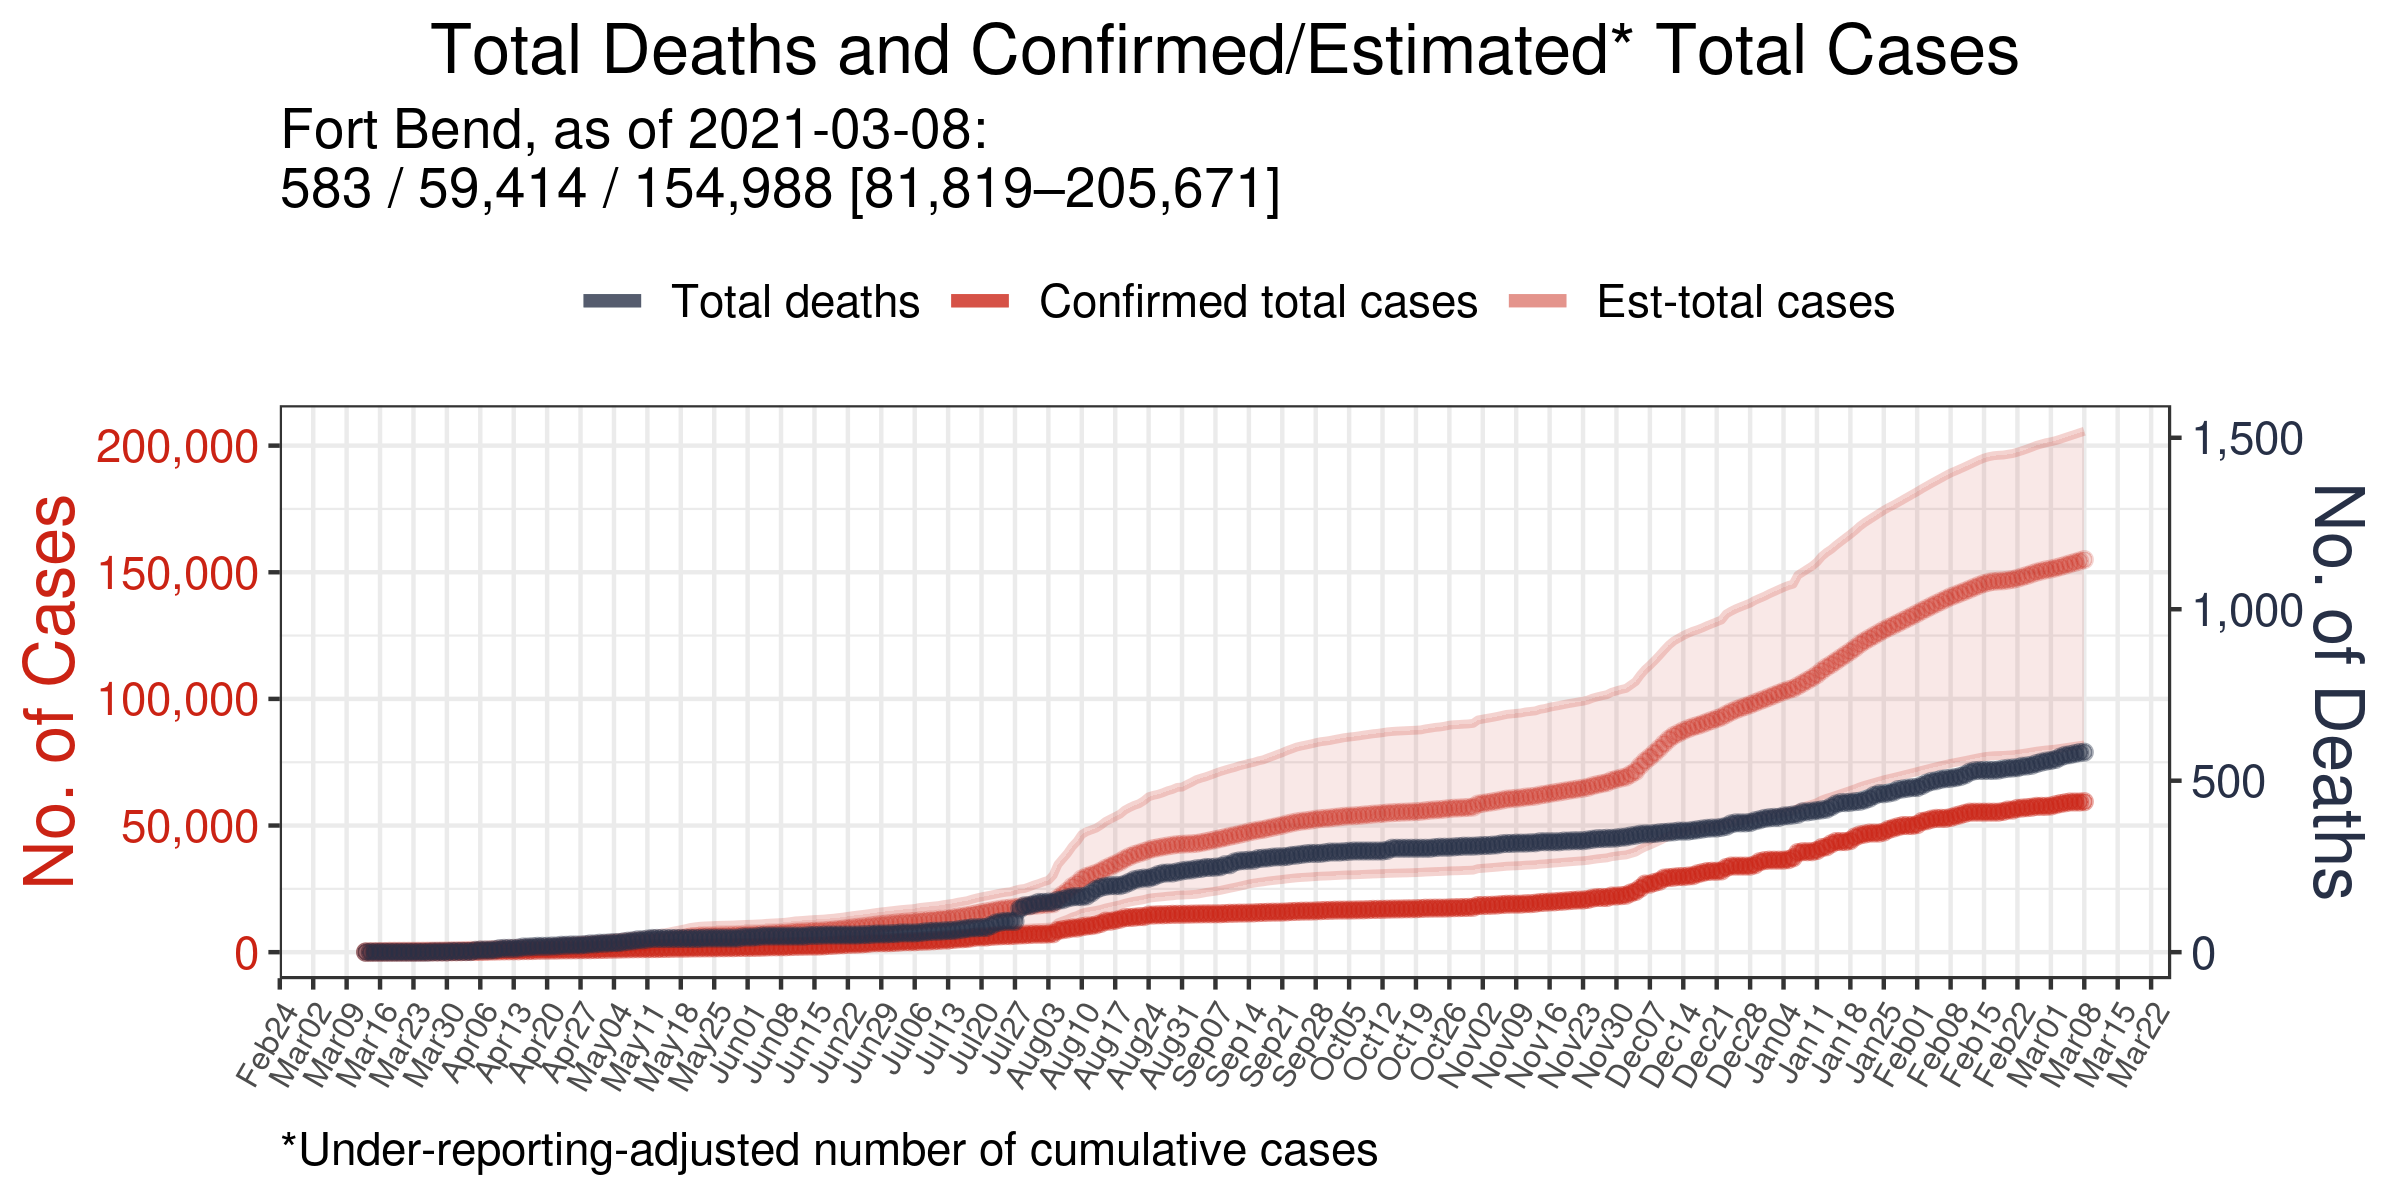 Total Deaths and Confirmed/Estimated* Total Cases
Fort Bend, as of 2021-03-08:
583 / 59,414 / 154,988 [81,819–205,671]
Total deaths
Confirmed total cases
Est-total cases
No. of Cases
200,000
150,000
100,000
50,000
0
1,500
1,000
500
0
No. of Deaths
Feb24
Mar02
Mar09
Mar16
Mar23
Mar30
Apr06
Apr13
Apr20
Apr27
May04
May11
May18
May25
Jun01
Jun08
Jun15
Jun22
Jun29
Jul06
Jul13
Jul20
Jul27
Aug03
Aug10
Aug17
Aug24
Aug31
Sep07
Sep14
Sep21
Sep28
Oct05
Oct12
Oct19
Oct26
Nov02
Nov09
Nov16
Nov23
Nov30
Dec07
Dec14
Dec21
Dec28
Jan04
Jan11
Jan18
Jan25
Feb01
Feb08
Feb15
Feb22
Mar01
Mar08
Mar15
Mar22
*Under-reporting-adjusted number of cumulative cases